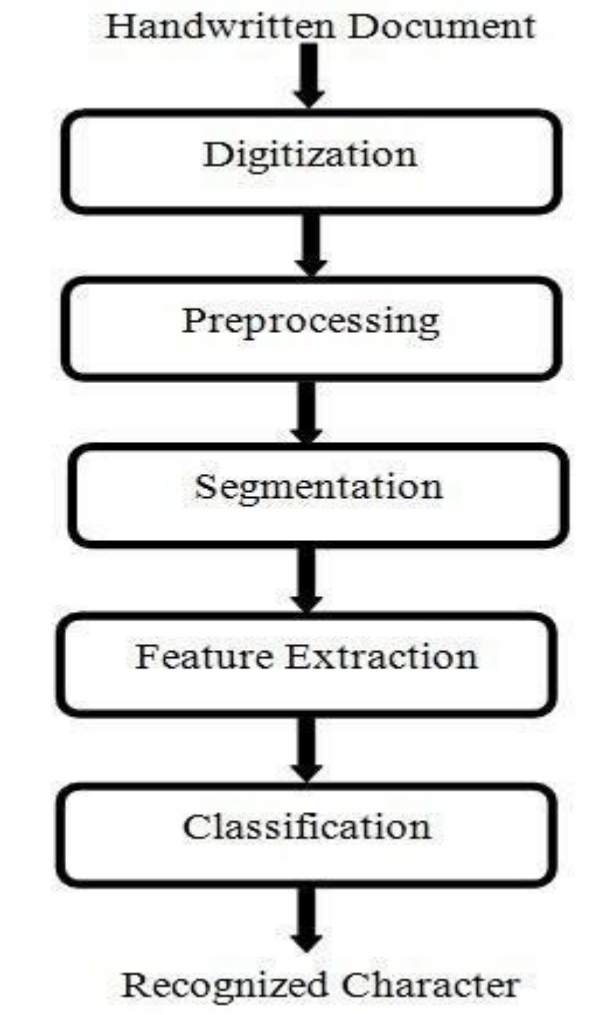 Handwritten Document
Digitization
Preprocessing
Segmentation
Feature Extraction
Classification
Recognized Character